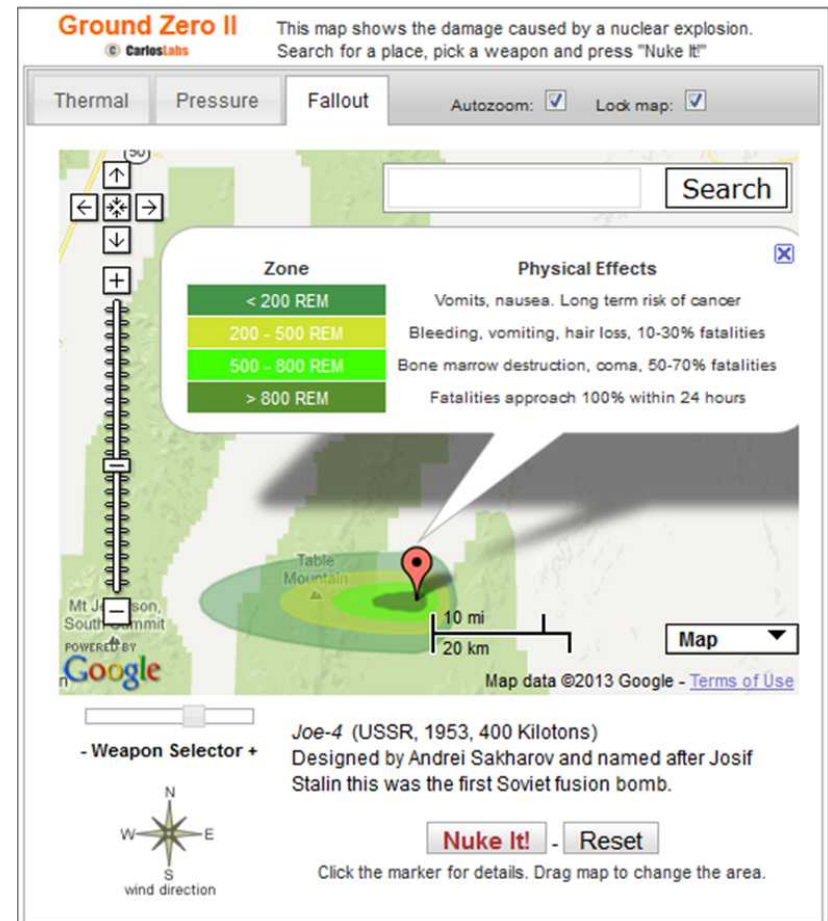 Ground Zero II
© CarlosLabs
This map shows the damage caused by a nuclear explosion.
Search for a place, pick a weapon and press "Nuke It!"
Thermal
Pressure
Fallout
Autozoom:
Lock map:
(50)
Search
Zone
Physical Effects
< 200 REM
Vomits, nausea. Long term risk of cancer
200 - 500 REM
Bleeding, vomiting, hair loss, 10-30% fatalities
500 - 800 REM
Bone marrow destruction, coma, 50-70% fatalities
> 800 REM
Fatalities approach 100% within 24 hours
Table
Mountain
Mt
South
10 mi
20 km
Map
POWERED BY
Google
Map data ©2013 Google - Terms of Use
- Weapon Selector +
Joe-4 (USSR, 1953, 400 Kilotons)
Designed by Andrei Sakharov and named after Josif
Stalin this was the first Soviet fusion bomb.
N
W
E
S
wind direction
Nuke It! - Reset
Click the marker for details. Drag map to change the area.